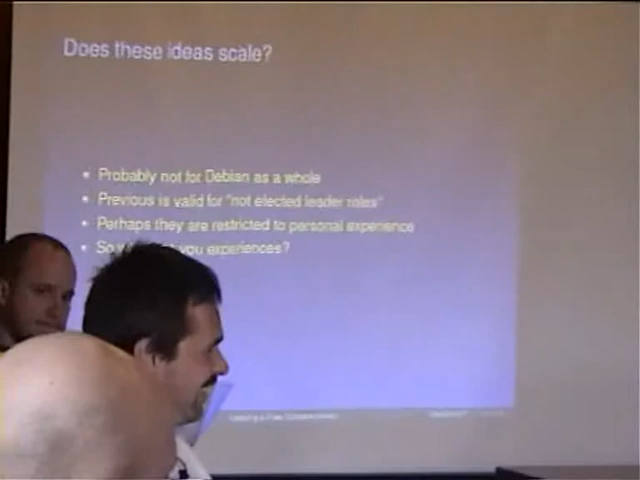 Does these ideas scale?
Probably not for Debian as a whole
Previous is valid for "not elected leader roles"
Perhaps they are restricted to personal experience
So you experiences?